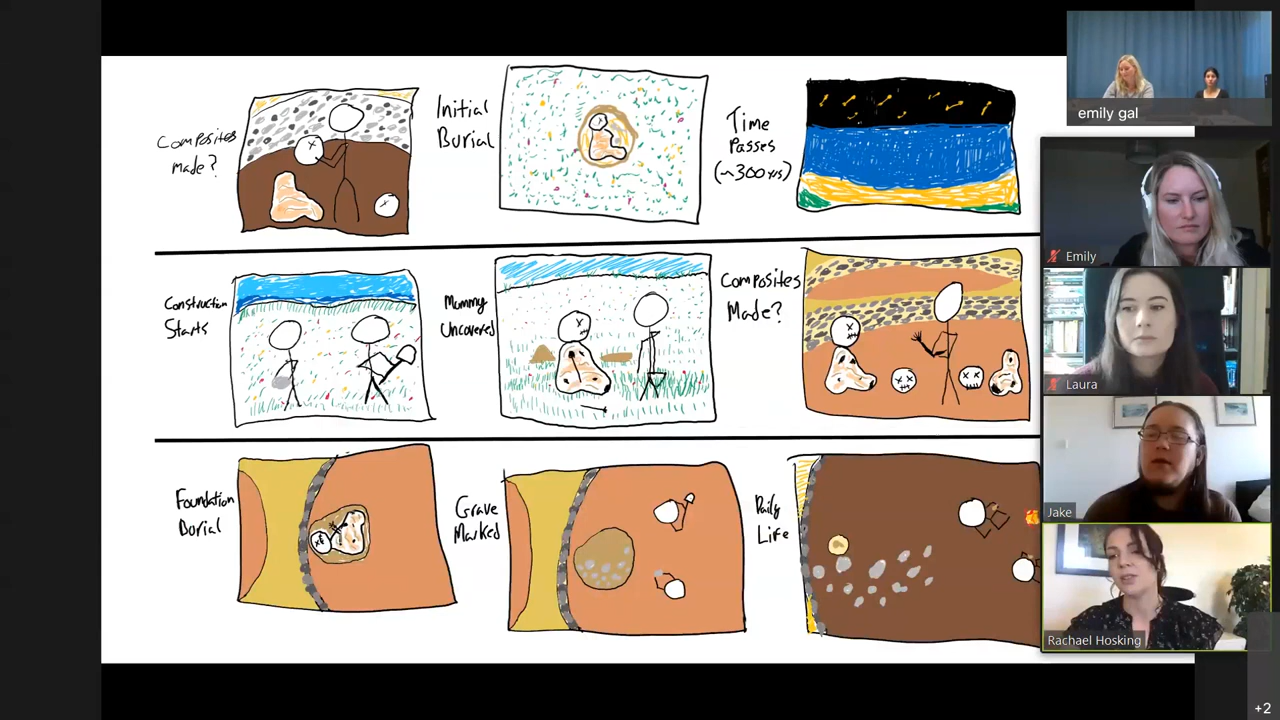 Composites
made?
Initial
Burial
Time
Passes
(~300 yrs)
Construction
Starts
Mummy
Uncovered
Composites
Made?
Foundation
Burial
Grave
Marked
Daily
Life
emily gal
Emily
Laura
Jake
Rachael Hosking
+2